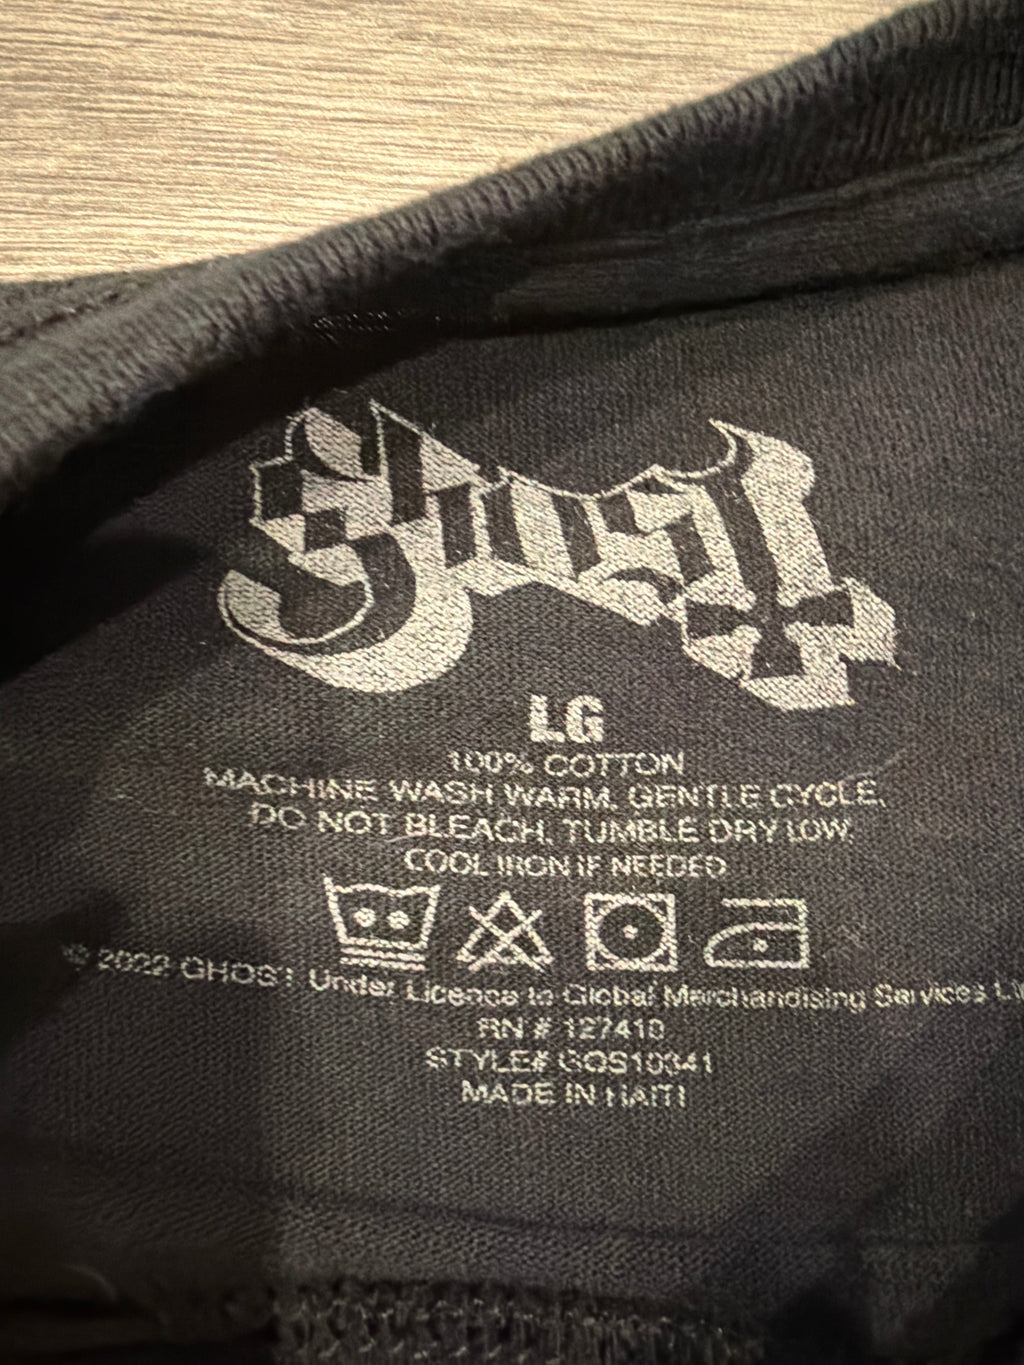 Ghost
LG
100% COTTON
MACHINE WASH WARM, GENTLE CYCLE,
DO NOT BLEACH, TUMBLE DRY LOW,
COOL IRON IF NEEDED
© 2022 GHOST Under Licence to Global Merchandising Services
RN # 127410
STYLE# GOS10341
MADE IN HAITI